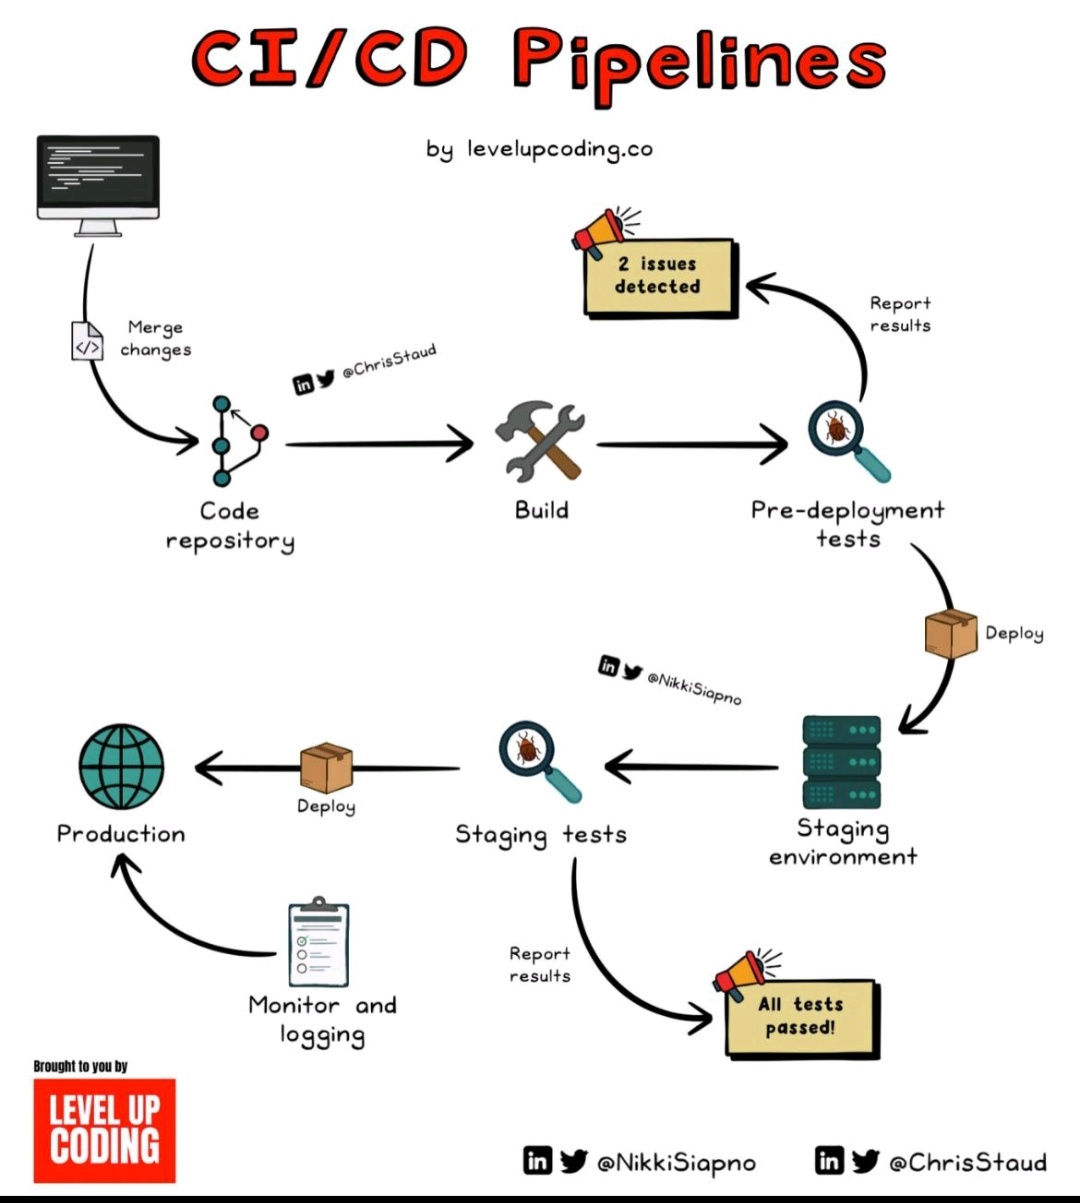 CI/CD Pipelines
by levelupcoding.co
2 issues
detected
Report
results
Merge
changes
</>
in @ChrisStaud
Code
repository
Build
Pre-deployment
tests
Deploy
in @NikkiSiapno
Production
Deploy
Staging tests
Staging
environment
Monitor and
logging
Report
results
All tests
passed!
Brought to you by
LEVEL UP
CODING
in @NikkiSiapno
in @ChrisStaud